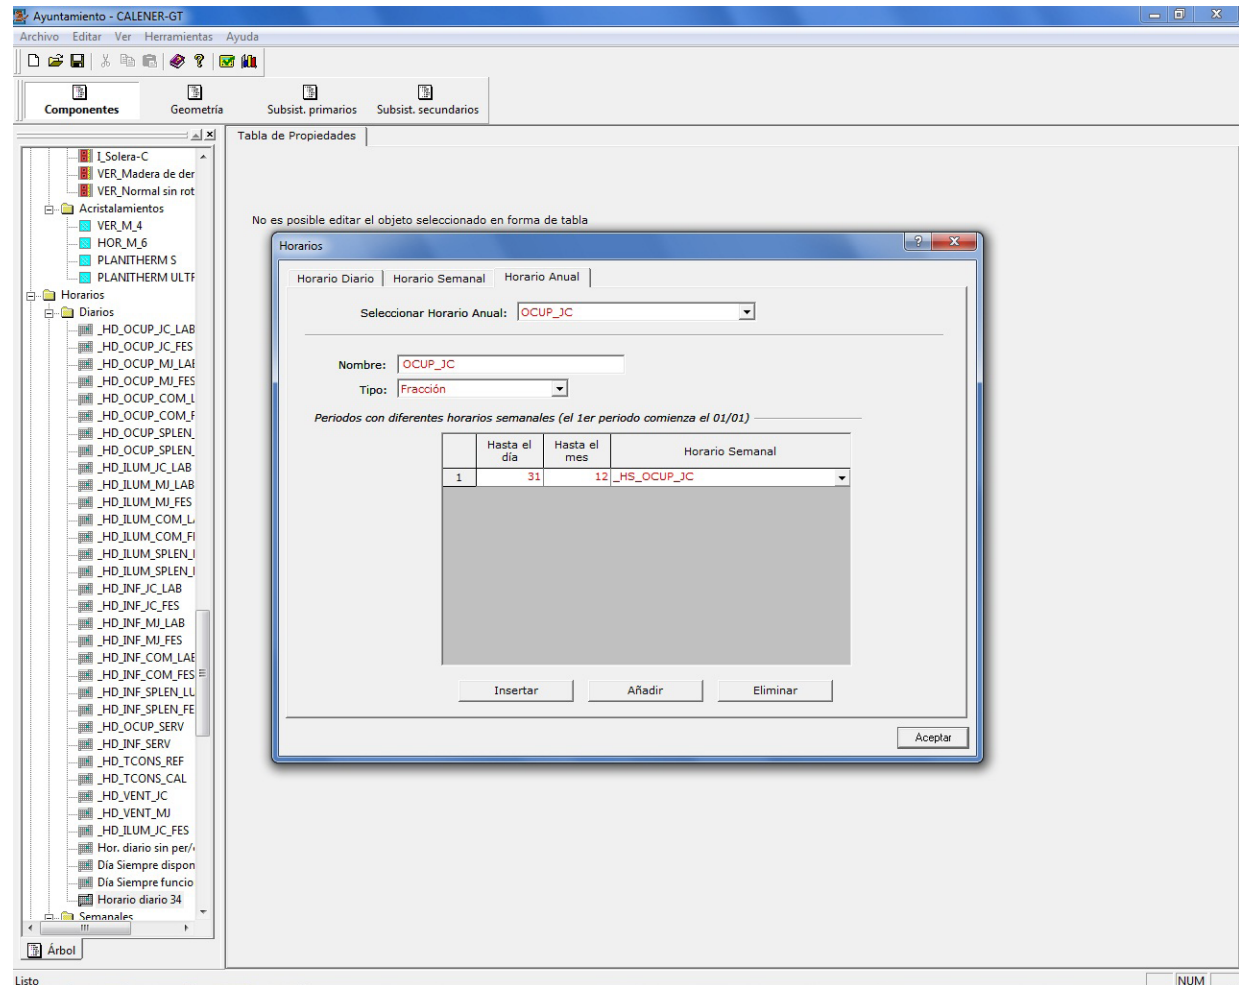 Ayuntamiento - CALENER-GT
Archivo Editar Ver Herramientas Ayuda
Componentes Geometría Subsist. primarios Subsist. secundarios
Tabla de Propiedades
I_Solera-C
VER_Madera de der
VER_Normal sin rot
Acristalamientos
VER_M_4
HOR_M_6
PLANITHERM S
PLANITHERM ULTR
Horarios
Diarios
_HD_OCUP_JC_LAB
_HD_OCUP_JC_FES
_HD_OCUP_MJ_LAE
_HD_OCUP_MJ_FES
_HD_OCUP_COM_L
_HD_OCUP_COM_F
_HD_OCUP_SPLEN_
_HD_OCUP_SPLEN_
_HD_ILUM_JC_LAB
_HD_ILUM_MJ_LAB
_HD_ILUM_MJ_FES
_HD_ILUM_COM_L
_HD_ILUM_COM_FI
_HD_ILUM_SPLEN_I
_HD_ILUM_SPLEN_I
_HD_INF_JC_LAB
_HD_INF_JC_FES
_HD_INF_MJ_LAB
_HD_INF_MJ_FES
_HD_INF_COM_LAE
_HD_INF_COM_FES
_HD_INF_SPLEN_LU
_HD_INF_SPLEN_FE
_HD_OCUP_SERV
_HD_INF_SERV
_HD_TCONS_REF
_HD_TCONS_CAL
_HD_VENT_JC
_HD_VENT_MJ
_HD_ILUM_JC_FES
Hor. diario sin per/
Día Siempre dispon
Día Siempre funcio
Horario diario 34
Semanales
Árbol
No es posible editar el objeto seleccionado en forma de tabla
Horarios
Horario Diario Horario Semanal Horario Anual
Seleccionar Horario Anual: OCUP_JC
Nombre: OCUP_JC
Tipo: Fracción
Periodos con diferentes horarios semanales (el 1er periodo comienza el 01/01)
Hasta el día Hasta el mes Horario Semanal
1 31 12 _HS_OCUP_JC
Insertar Añadir Eliminar
Aceptar
Listo NUM